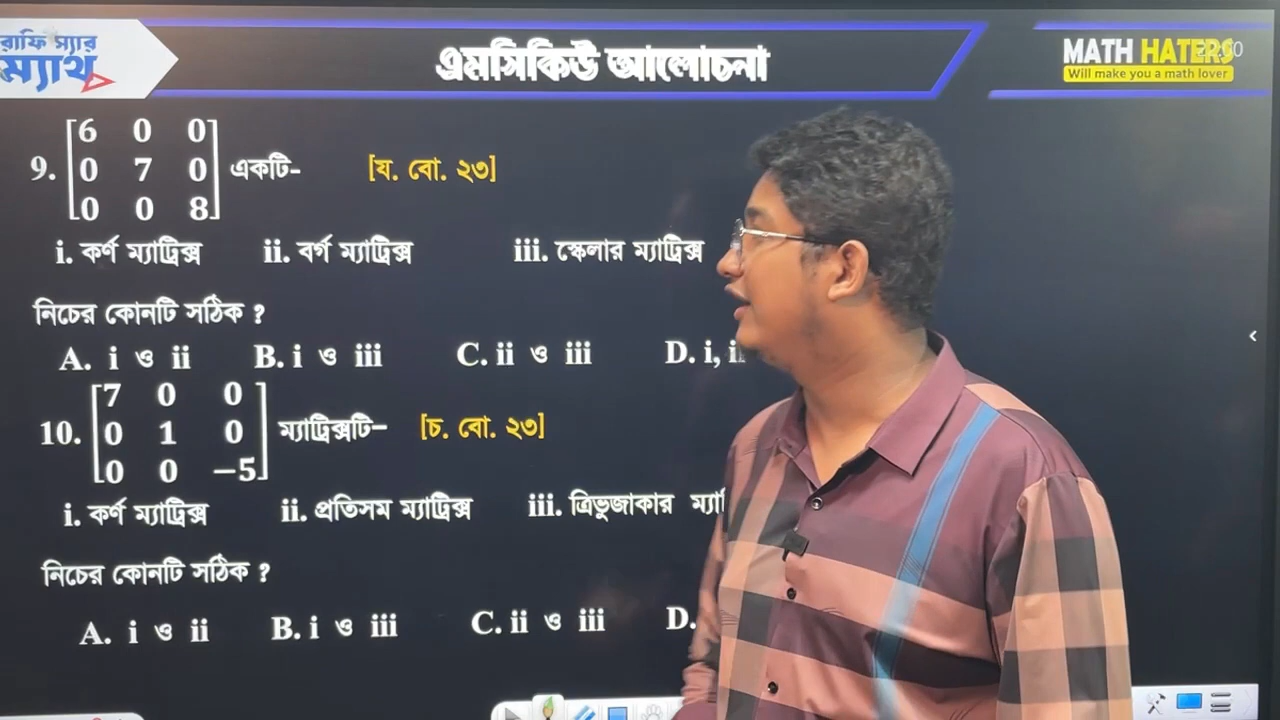 রাফি স্যার
ম্যাথ
এমসিকিউ আলোচনা
MATH HATERS
Will make you a math lover
9. [6 0 0
0 7 0
0 0 8] একটি- [য. বো. ২৩]
i. কর্ণ ম্যাট্রিক্স ii. বর্গ ম্যাট্রিক্স iii. স্কেলার ম্যাট্রিক্স
নিচের কোনটি সঠিক ?
A. i ও ii B. i ও iii C. ii ও iii D. i,
10. [7 0 0
0 1 0
0 0 −5] ম্যাট্রিক্সটি− [চ. বো. ২৩]
i. কর্ণ ম্যাট্রিক্স ii. প্রতিসম ম্যাট্রিক্স iii. ত্রিভুজাকার
নিচের কোনটি সঠিক ?
A. i ও ii B. i ও iii C. ii ও iii D.